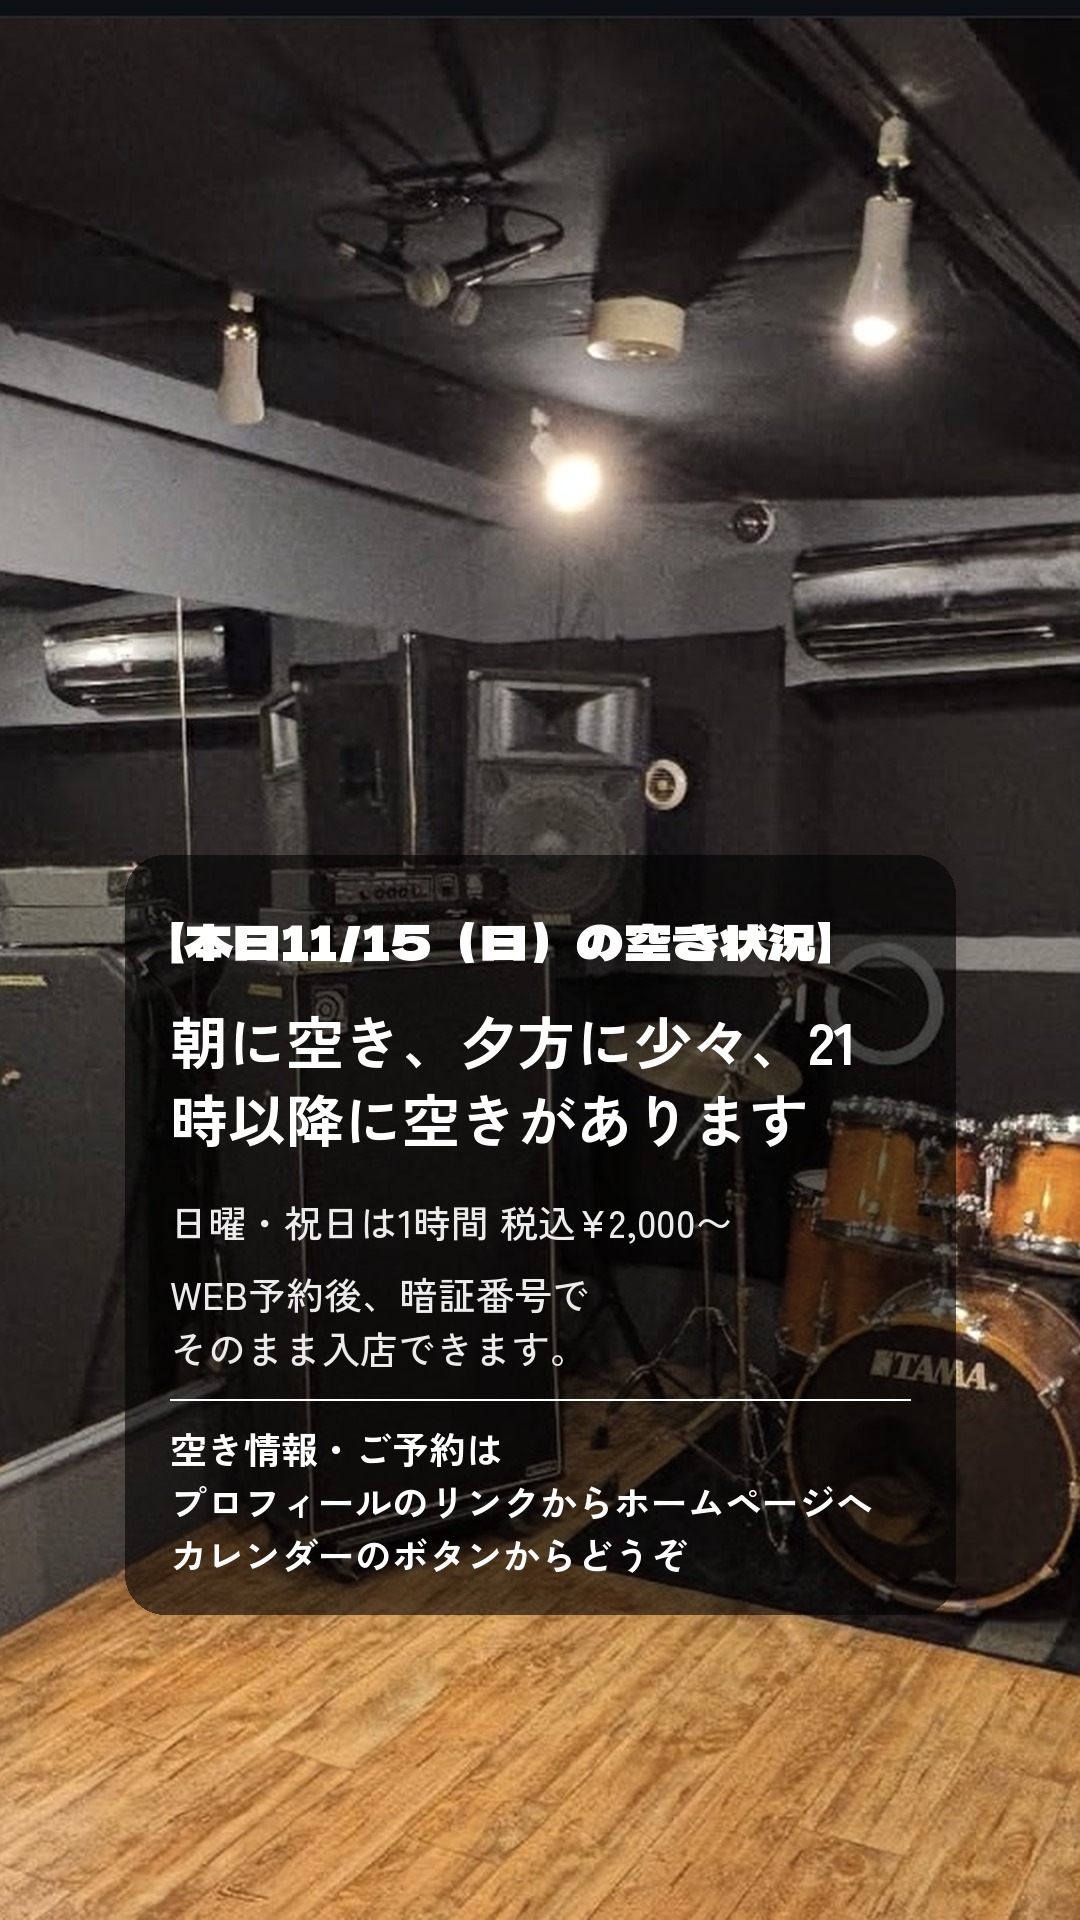 【本日11/15（日）の空き状況】
朝に空き、夕方に少々、21
時以降に空きがあります
日曜・祝日は1時間 税込¥2,000〜
WEB予約後、暗証番号で
そのまま入店できます。
空き情報・ご予約は
プロフィールのリンクからホームページへ
カレンダーのボタンからどうぞ
TAMA